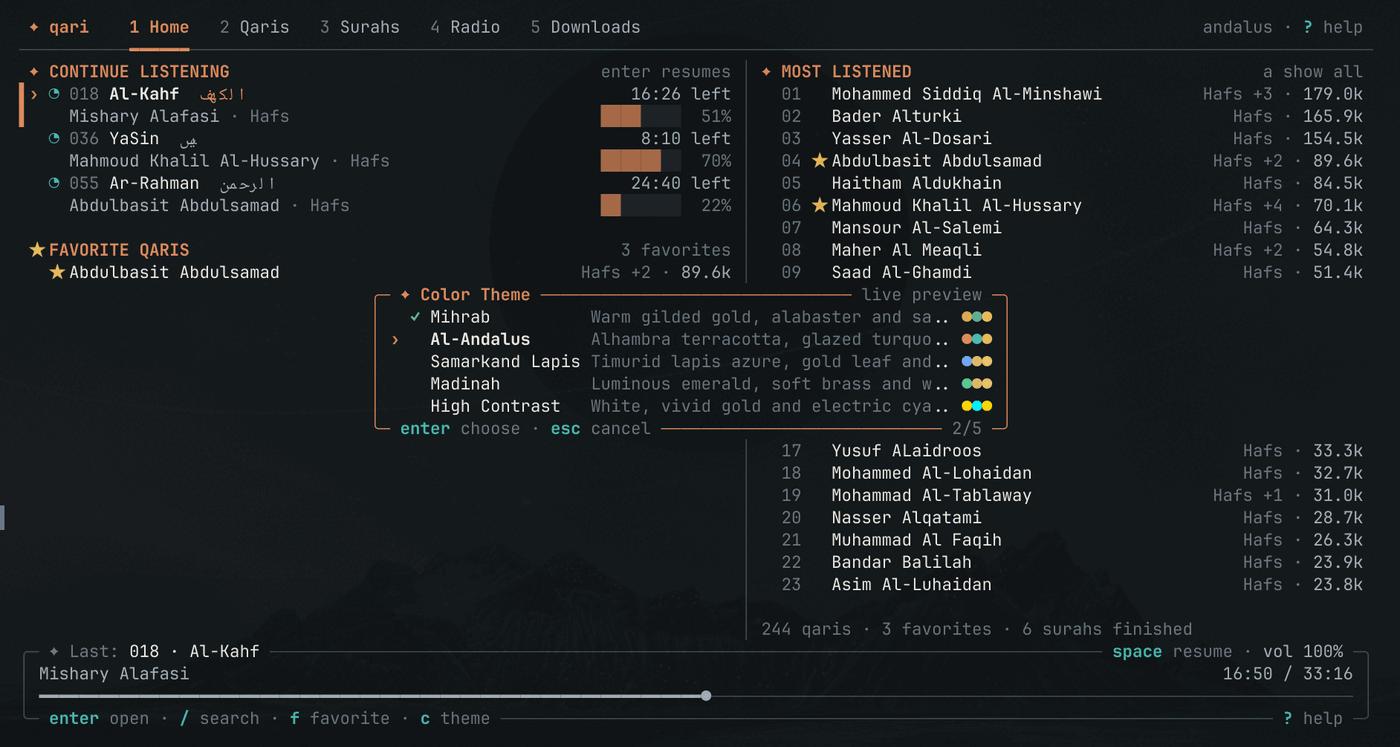 ✦ qari 1 Home 2 Qaris 3 Surahs 4 Radio 5 Downloads andalus · ? help
✦ CONTINUE LISTENING enter resumes
› 018 Al-Kahf الكهف 16:26 left
Mishary Alafasi · Hafs 51%
036 YaSin يس 8:10 left
Mahmoud Khalil Al-Hussary · Hafs 70%
055 Ar-Rahman الرحمن 24:40 left
Abdulbasit Abdulsamad · Hafs 22%
★ FAVORITE QARIS 3 favorites
★ Abdulbasit Abdulsamad Hafs +2 · 89.6k
✦ MOST LISTENED a show all
01 Mohammed Siddiq Al-Minshawi Hafs +3 · 179.0k
02 Bader Alturki Hafs · 165.9k
03 Yasser Al-Dosari Hafs · 154.5k
04 ★ Abdulbasit Abdulsamad Hafs +2 · 89.6k
05 Haitham Aldukhain Hafs · 84.5k
06 ★ Mahmoud Khalil Al-Hussary Hafs +4 · 70.1k
07 Mansour Al-Salemi Hafs · 64.3k
08 Maher Al Meaqli Hafs +2 · 54.8k
09 Saad Al-Ghamdi Hafs · 51.4k
✦ Color Theme live preview
✓ Mihrab Warm gilded gold, alabaster and sa..
› Al-Andalus Alhambra terracotta, glazed turquo..
Samarkand Lapis Timurid lapis azure, gold leaf and..
Madinah Luminous emerald, soft brass and w..
High Contrast White, vivid gold and electric cya..
enter choose · esc cancel 2/5
17 Yusuf ALaidroos Hafs · 33.3k
18 Mohammed Al-Lohaidan Hafs · 32.7k
19 Mohammad Al-Tablaway Hafs +1 · 31.0k
20 Nasser Alqatami Hafs · 28.7k
21 Muhammad Al Faqih Hafs · 26.3k
22 Bandar Balilah Hafs · 23.9k
23 Asim Al-Luhaidan Hafs · 23.8k
244 qaris · 3 favorites · 6 surahs finished
✦ Last: 018 · Al-Kahf space resume · vol 100%
Mishary Alafasi 16:50 / 33:16
enter open · / search · f favorite · c theme ? help